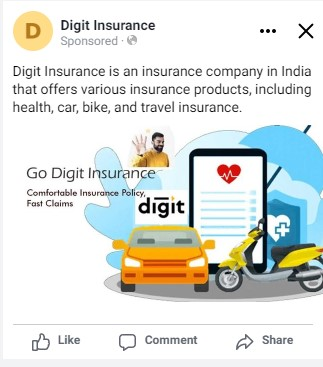 D
Digit Insurance
Sponsored ·
Digit Insurance is an insurance company in India
that offers various insurance products, including
health, car, bike, and travel insurance.
Go Digit Insurance
Comfortable Insurance Policy,
Fast Claims
digit
Like
Comment
Share